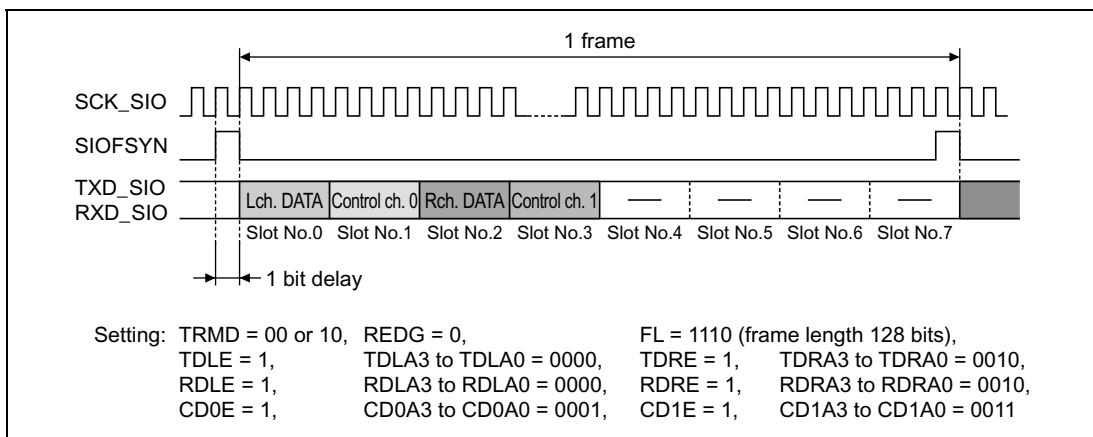 1 frame
SCK_SIO
SIOFSYN
TXD_SIO
RXD_SIO
Lch. DATA Control ch. 0 Rch. DATA Control ch. 1 — — — —
Slot No.0 Slot No.1 Slot No.2 Slot No.3 Slot No.4 Slot No.5 Slot No.6 Slot No.7
1 bit delay
Setting: TRMD = 00 or 10, REDG = 0, FL = 1110 (frame length 128 bits),
TDLE = 1, TDLA3 to TDLA0 = 0000, TDRE = 1, TDRA3 to TDRA0 = 0010,
RDLE = 1, RDLA3 to RDLA0 = 0000, RDRE = 1, RDRA3 to RDRA0 = 0010,
CD0E = 1, CD0A3 to CD0A0 = 0001, CD1E = 1, CD1A3 to CD1A0 = 0011